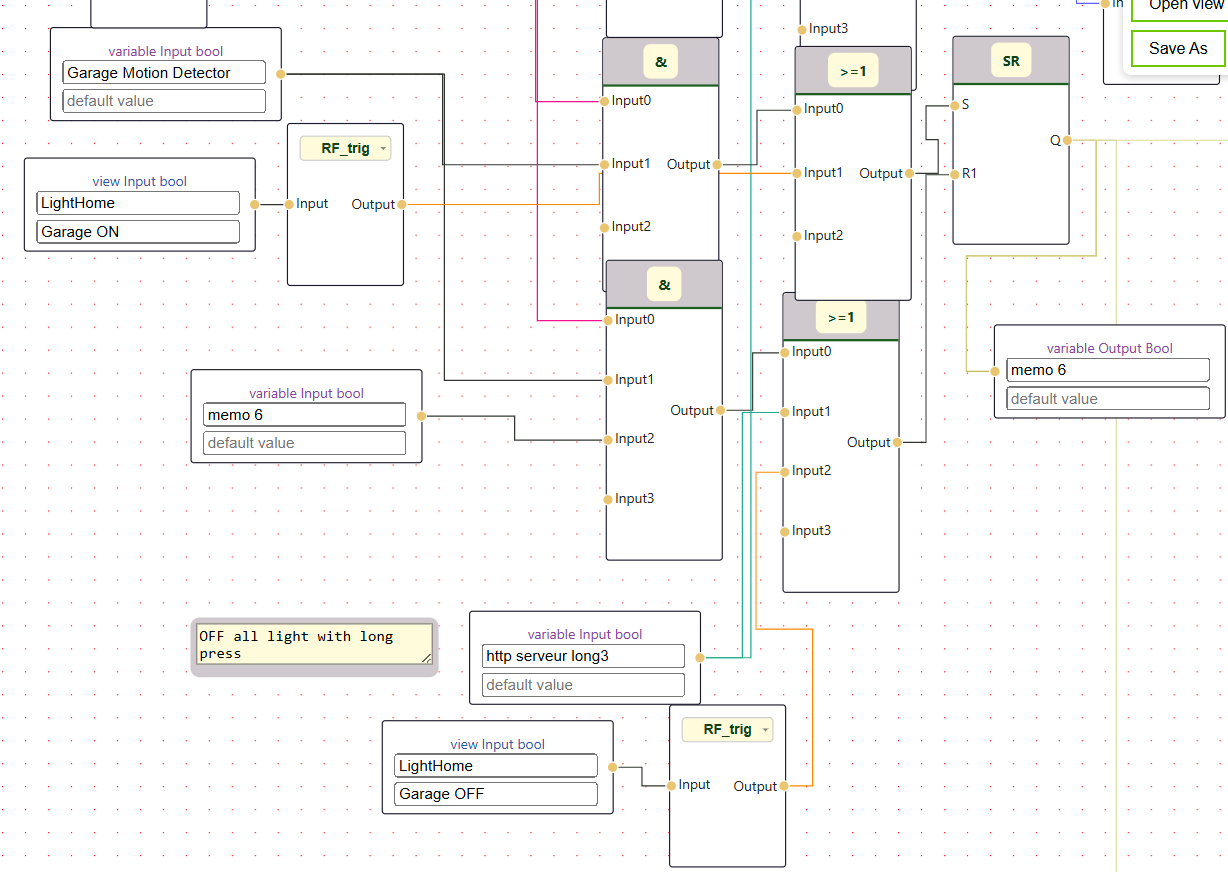 In
Open View
Save As
Input3
variable Input bool
Garage Motion Detector
default value
&
Input0
Input1
Output
Input2
>=1
Input0
Input1
Output
Input2
SR
S
Q
R1
RF_trig
Input
Output
view Input bool
LightHome
Garage ON
&
Input0
Input1
Output
Input2
Input3
>=1
Input0
Input1
Output
Input2
Input3
variable Output Bool
memo 6
default value
variable Input bool
memo 6
default value
OFF all light with long
press
variable Input bool
http serveur long3
default value
view Input bool
LightHome
Garage OFF
RF_trig
Input
Output